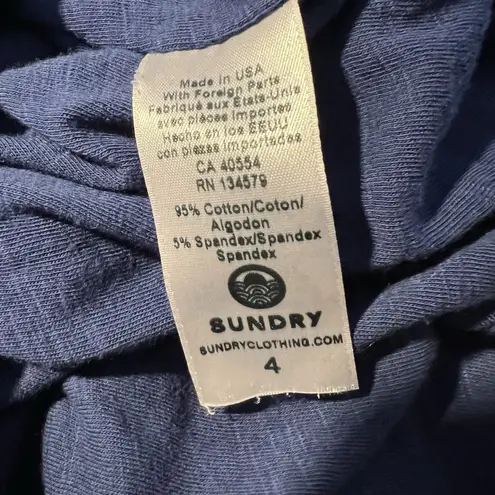 Made in USA
With Foreign Parts
Fabriqué aux États-Unis
avec pièces importees
Hecho en los EEUU
con piezas importadas
CA 40554
RN 134579
95% Cotton/Coton/
Algodon
5% Spandex/Spandex
Spandex
SUNDRY
SUNDRYCLOTHING.COM
4